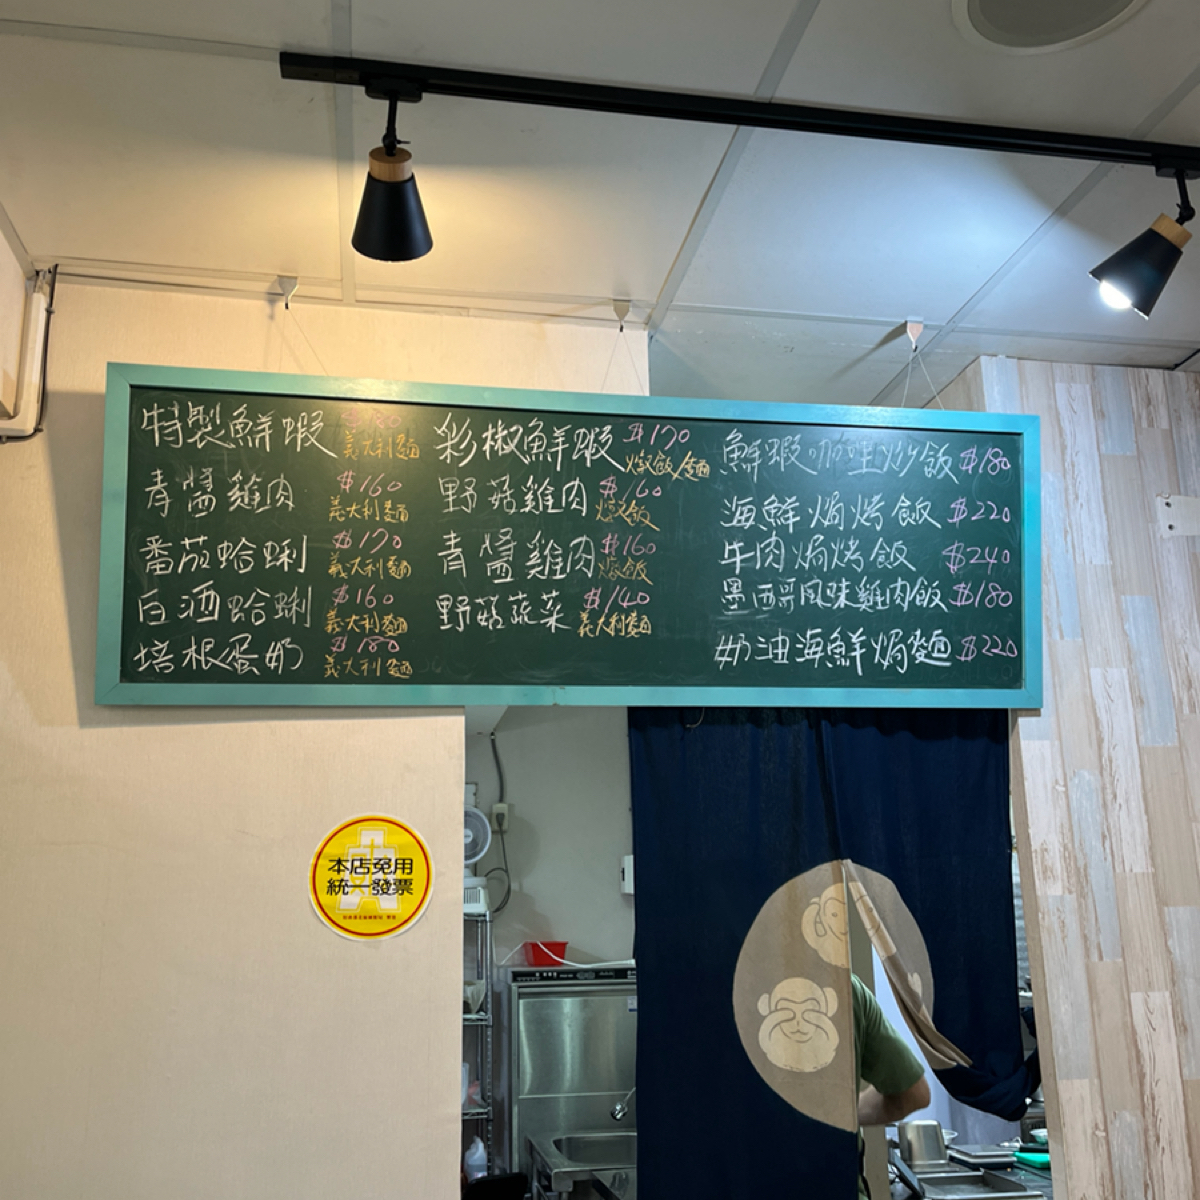 特製鮮蝦 $180
義大利麵
青醬雞肉 $160
義大利麵
番茄蛤蜊 $170
義大利麵
白酒蛤蜊 $160
義大利麵
培根蛋奶 $180
義大利麵
彩椒鮮蝦 $170
燉飯/麵
野菇雞肉 $160
燉飯
青醬雞肉 $160
燉飯
野菇蔬菜 $140
義大利麵
鮮蝦咖哩炒飯 $180
海鮮焗烤飯 $220
牛肉焗烤飯 $240
墨西哥風味雞肉飯 $180
奶油海鮮焗麵 $220
本店免用
統一發票